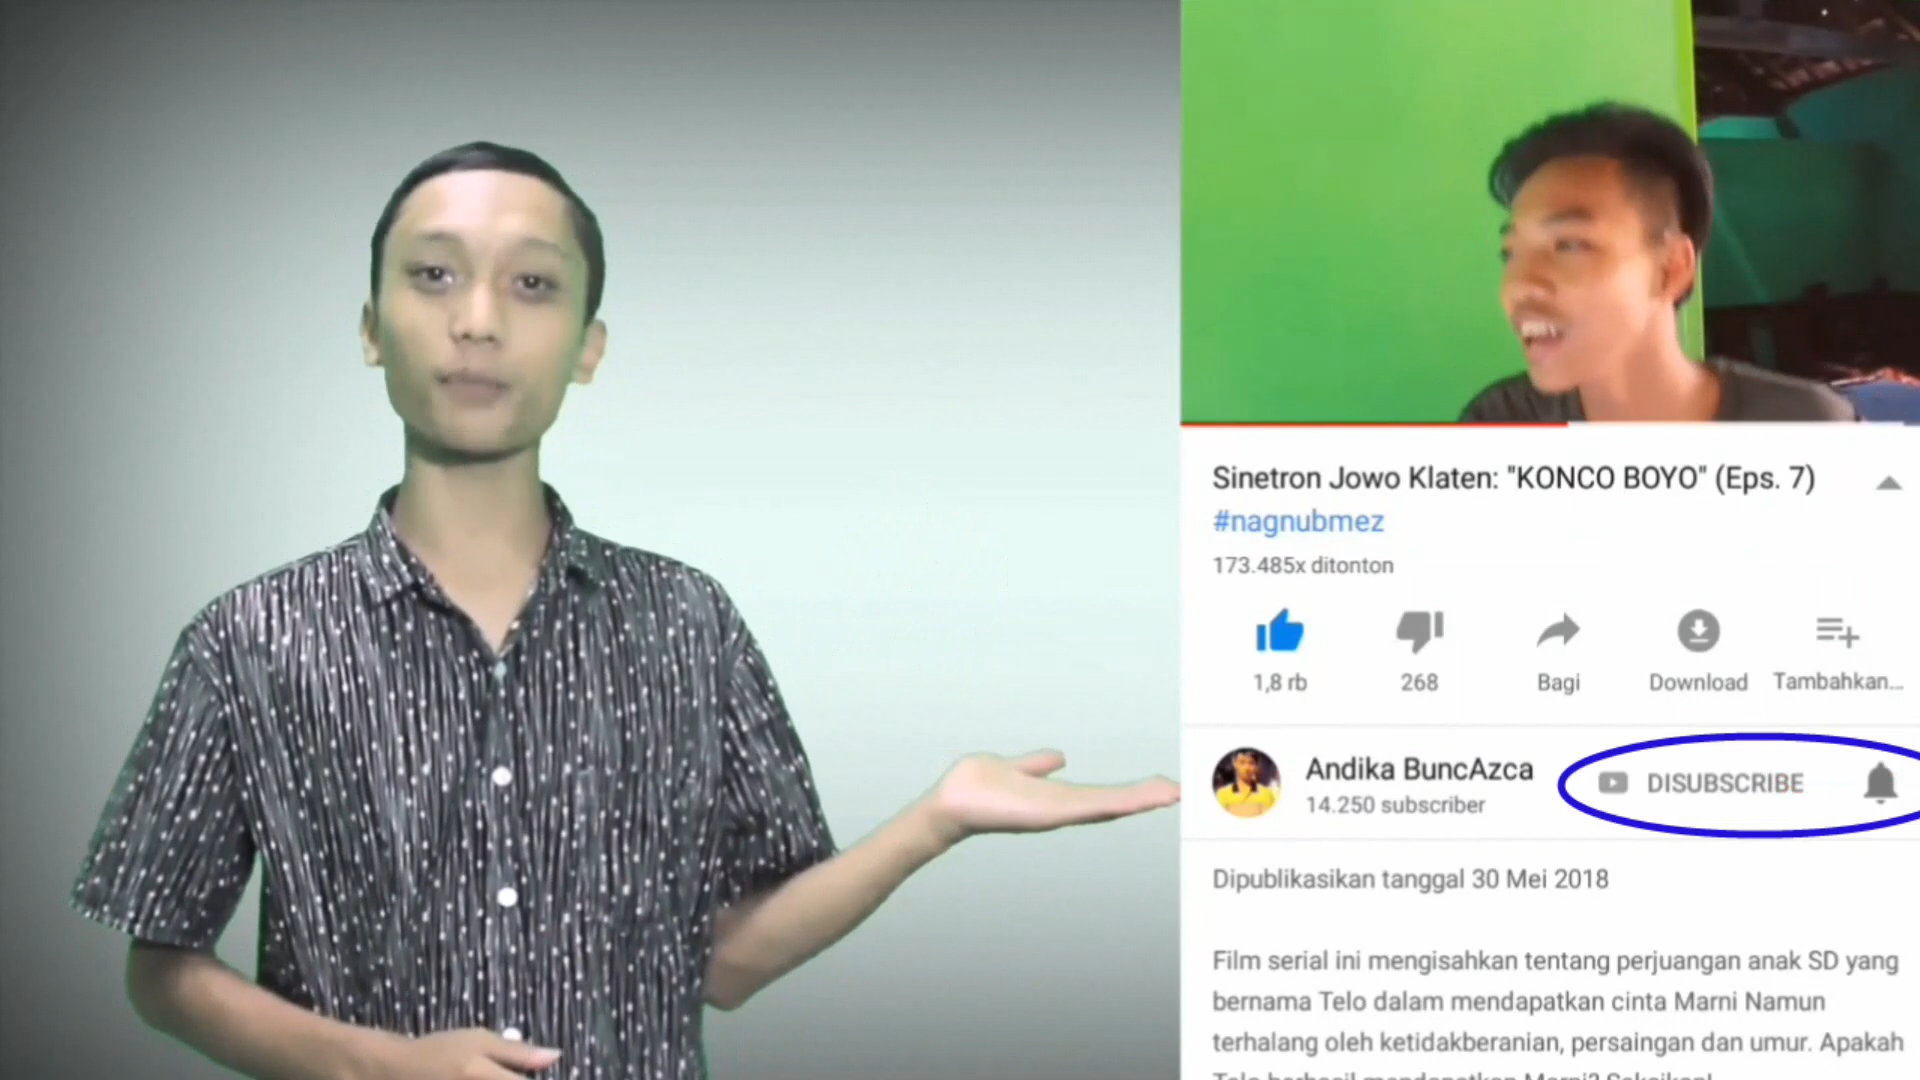 Sinetron Jowo Klaten: "KONCO BOYO" (Eps. 7)
#nagnubmez
173.485x ditonton
1,8 rb
268
Bagi
Download
Tambahkan...
Andika BuncAzca
14.250 subscriber
DISUBSCRIBE
Dipublikasikan tanggal 30 Mei 2018
Film serial ini mengisahkan tentang perjuangan anak SD yang
bernama Telo dalam mendapatkan cinta Marni Namun
terhalang oleh ketidakberanian, persaingan dan umur. Apakah